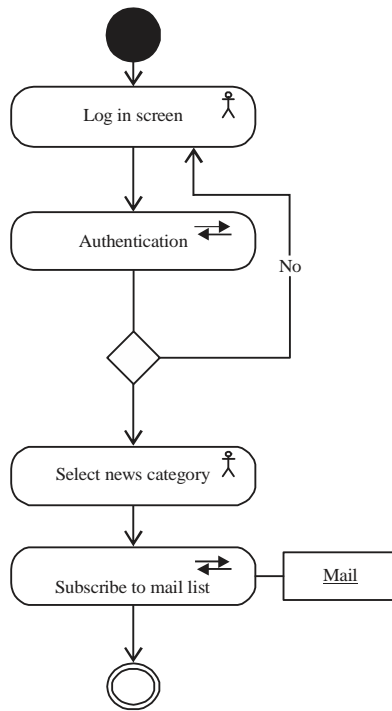 Log in screen
Authentication
No
Select news category
Subscribe to mail list
Mail